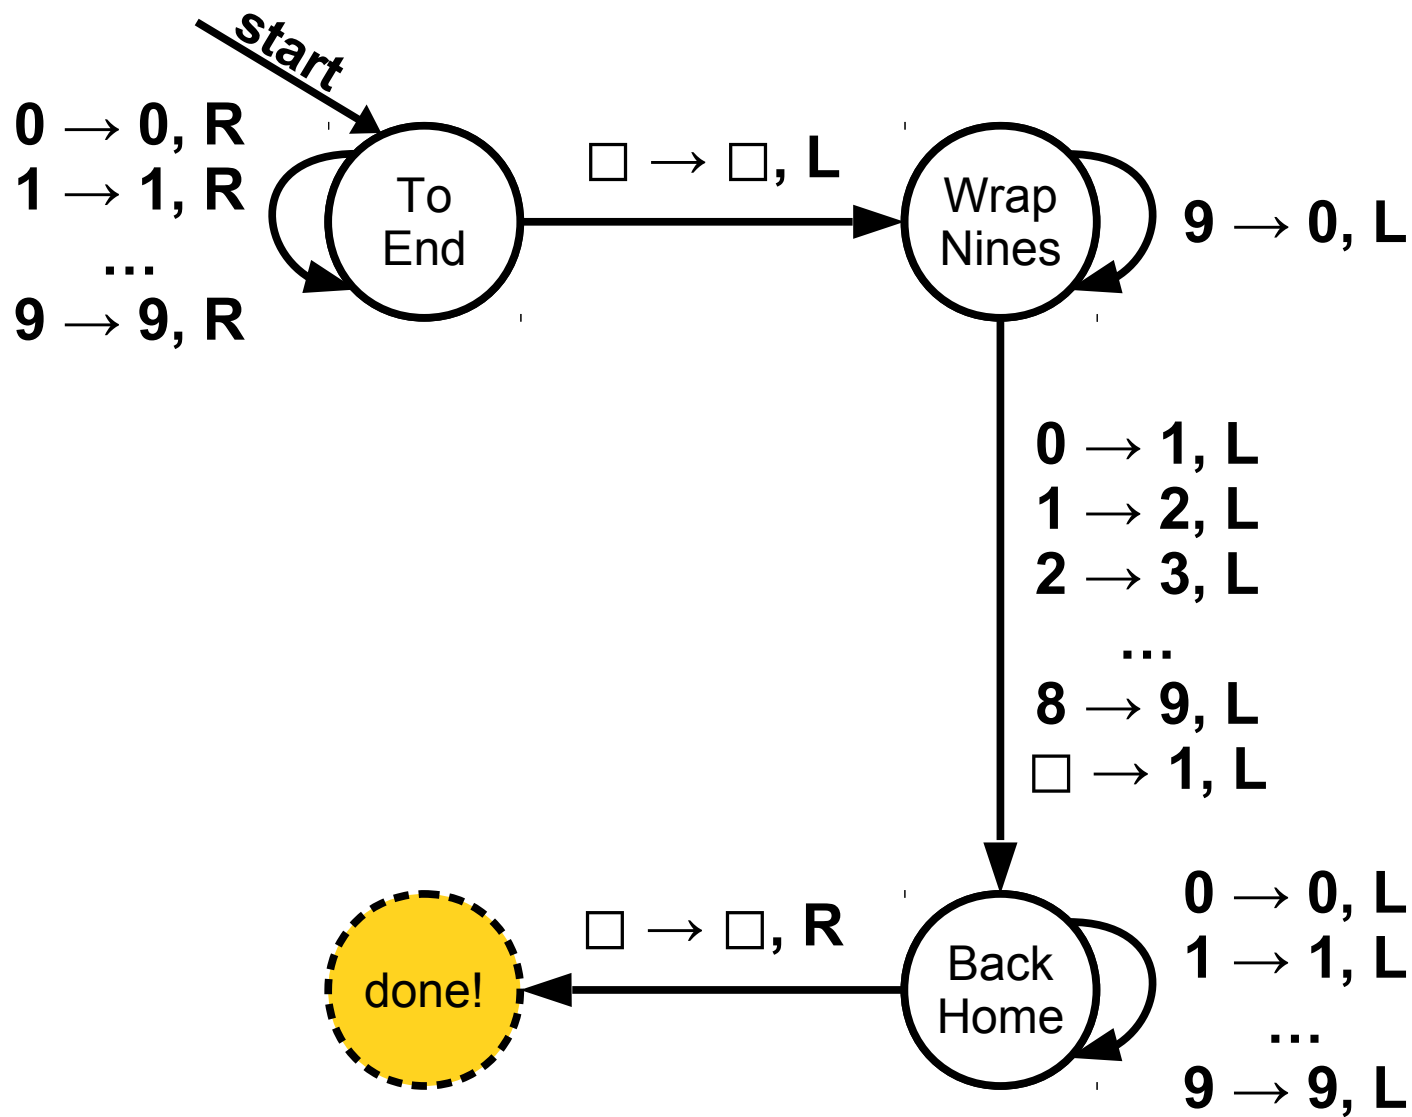 start
0 → 0, R
1 → 1, R
...
9 → 9, R
To
End
□ → □, L
Wrap
Nines
9 → 0, L
0 → 1, L
1 → 2, L
2 → 3, L
...
8 → 9, L
□ → 1, L
done!
□ → □, R
Back
Home
0 → 0, L
1 → 1, L
...
9 → 9, L